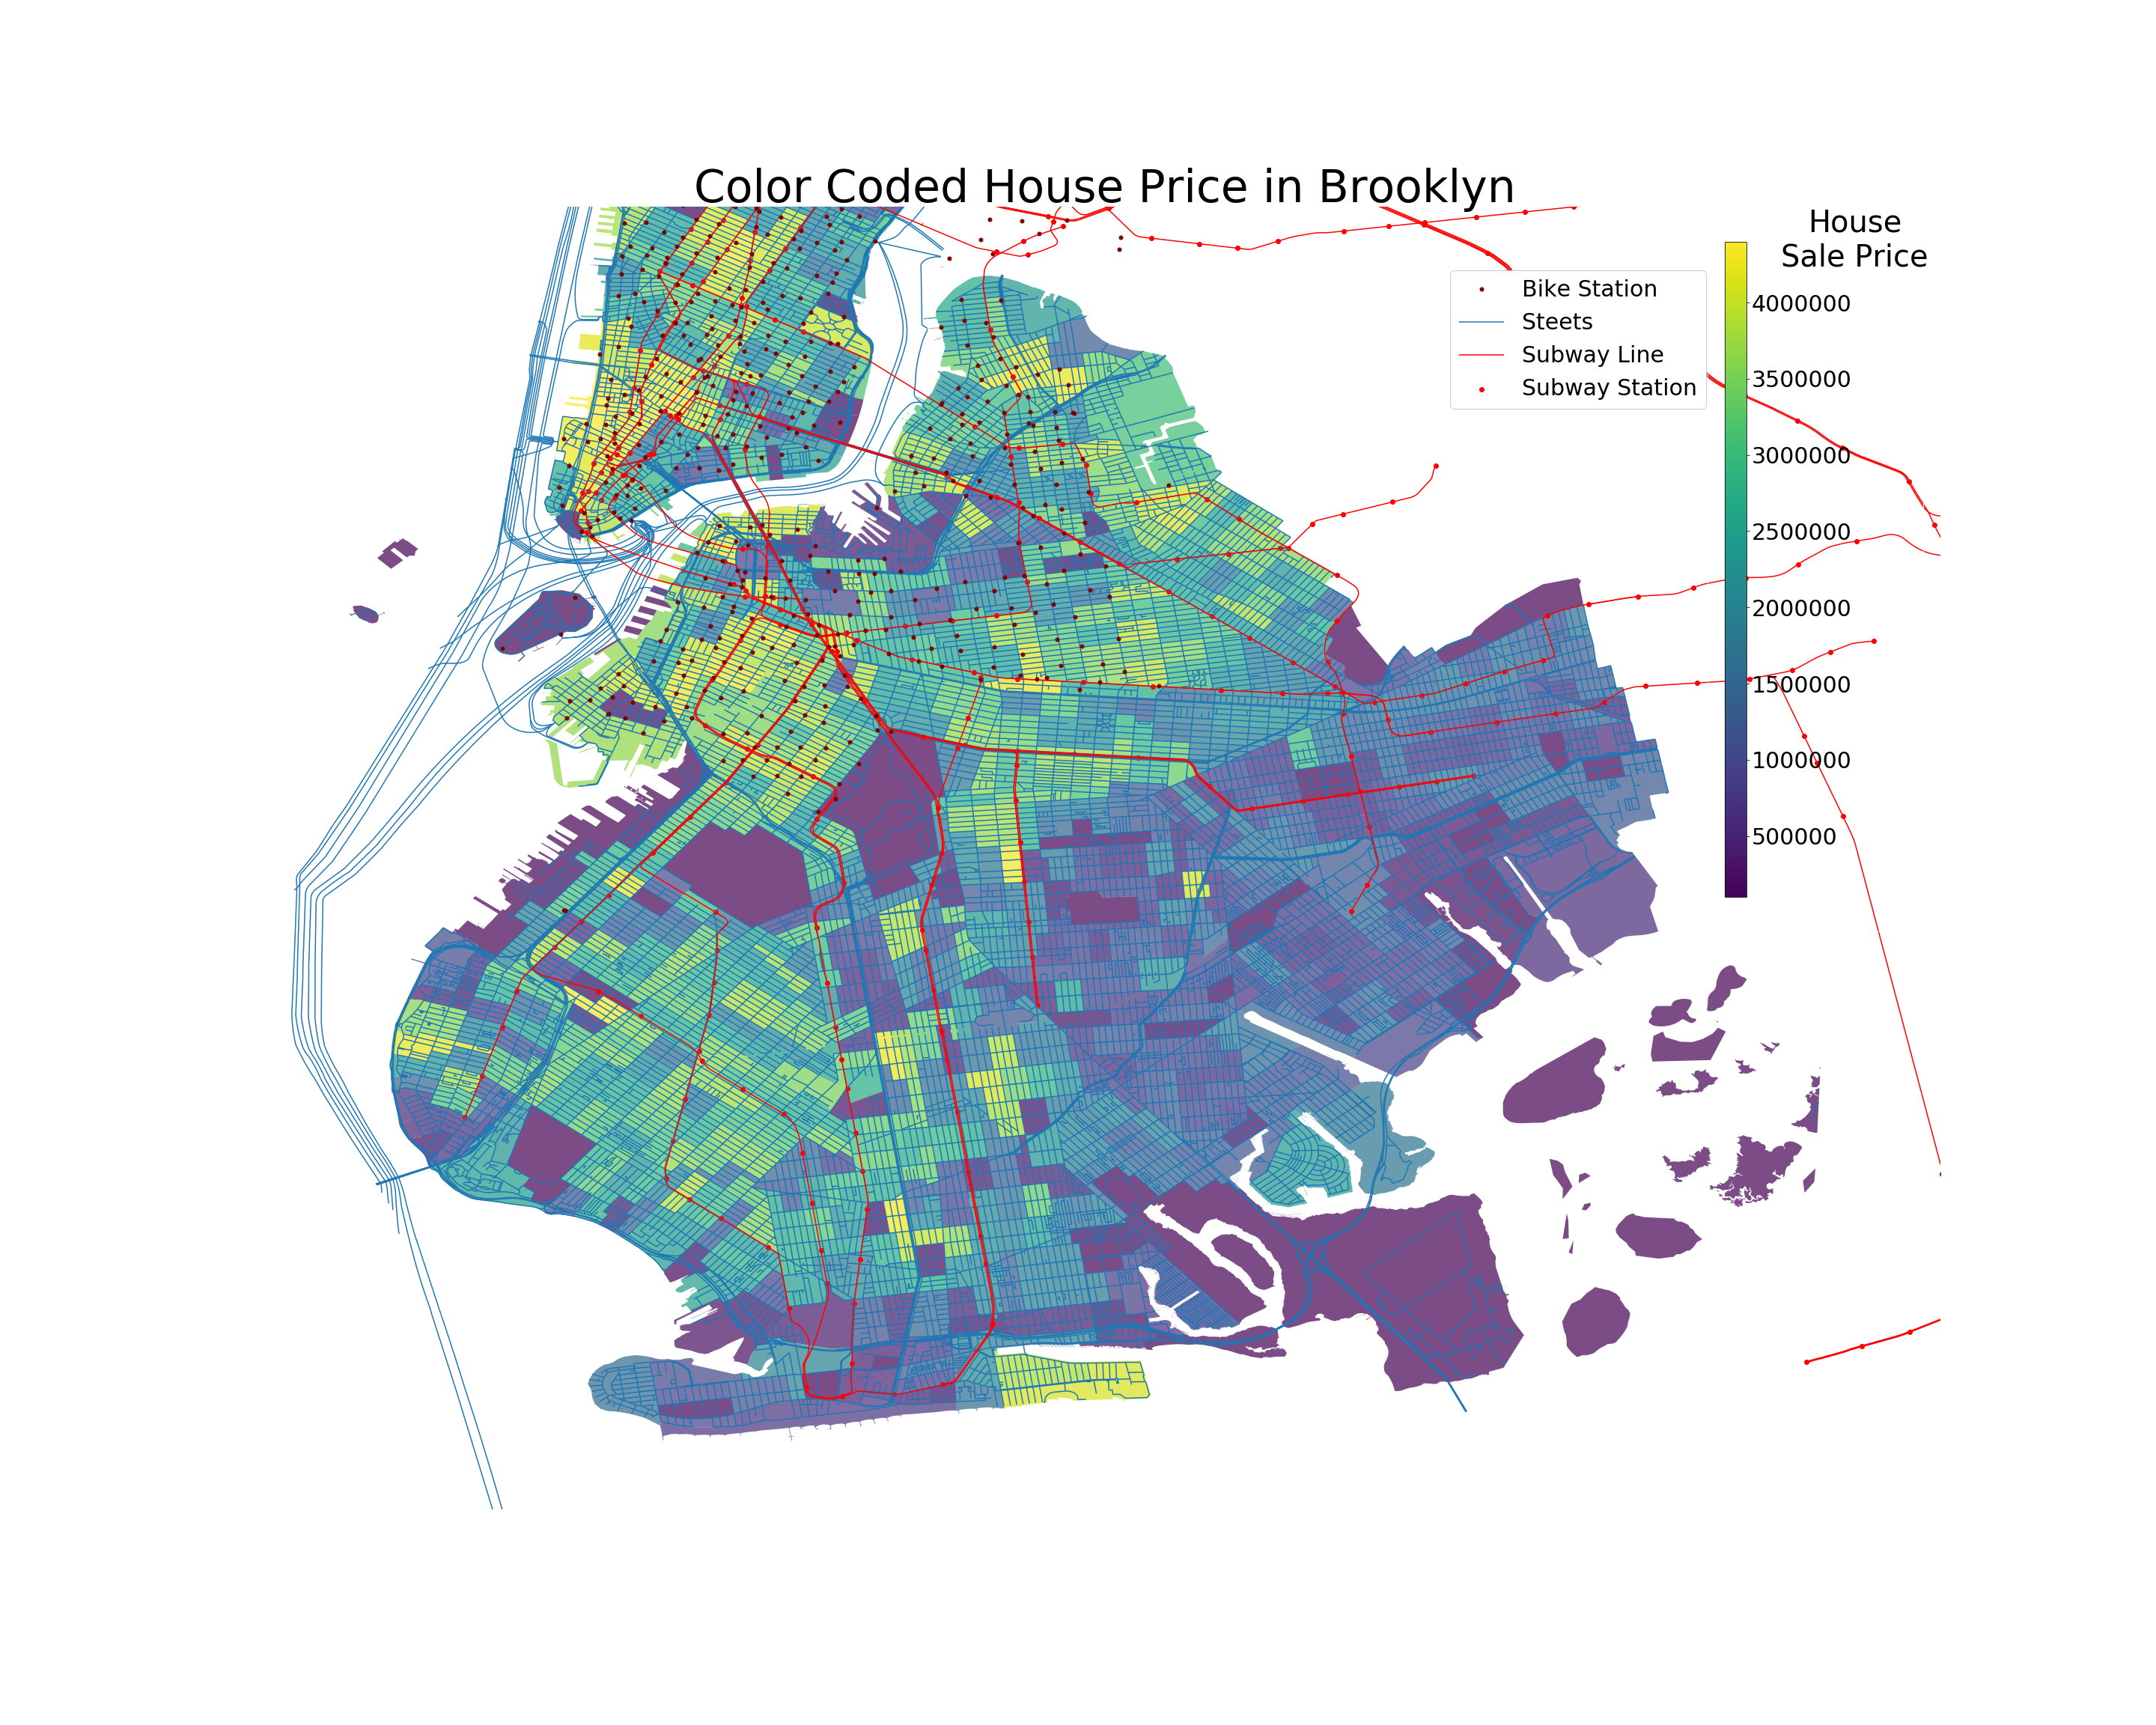 Color Coded House Price in Brooklyn
House
Sale Price
Bike Station
Steets
Subway Line
Subway Station
4000000
3500000
3000000
2500000
2000000
1500000
1000000
500000